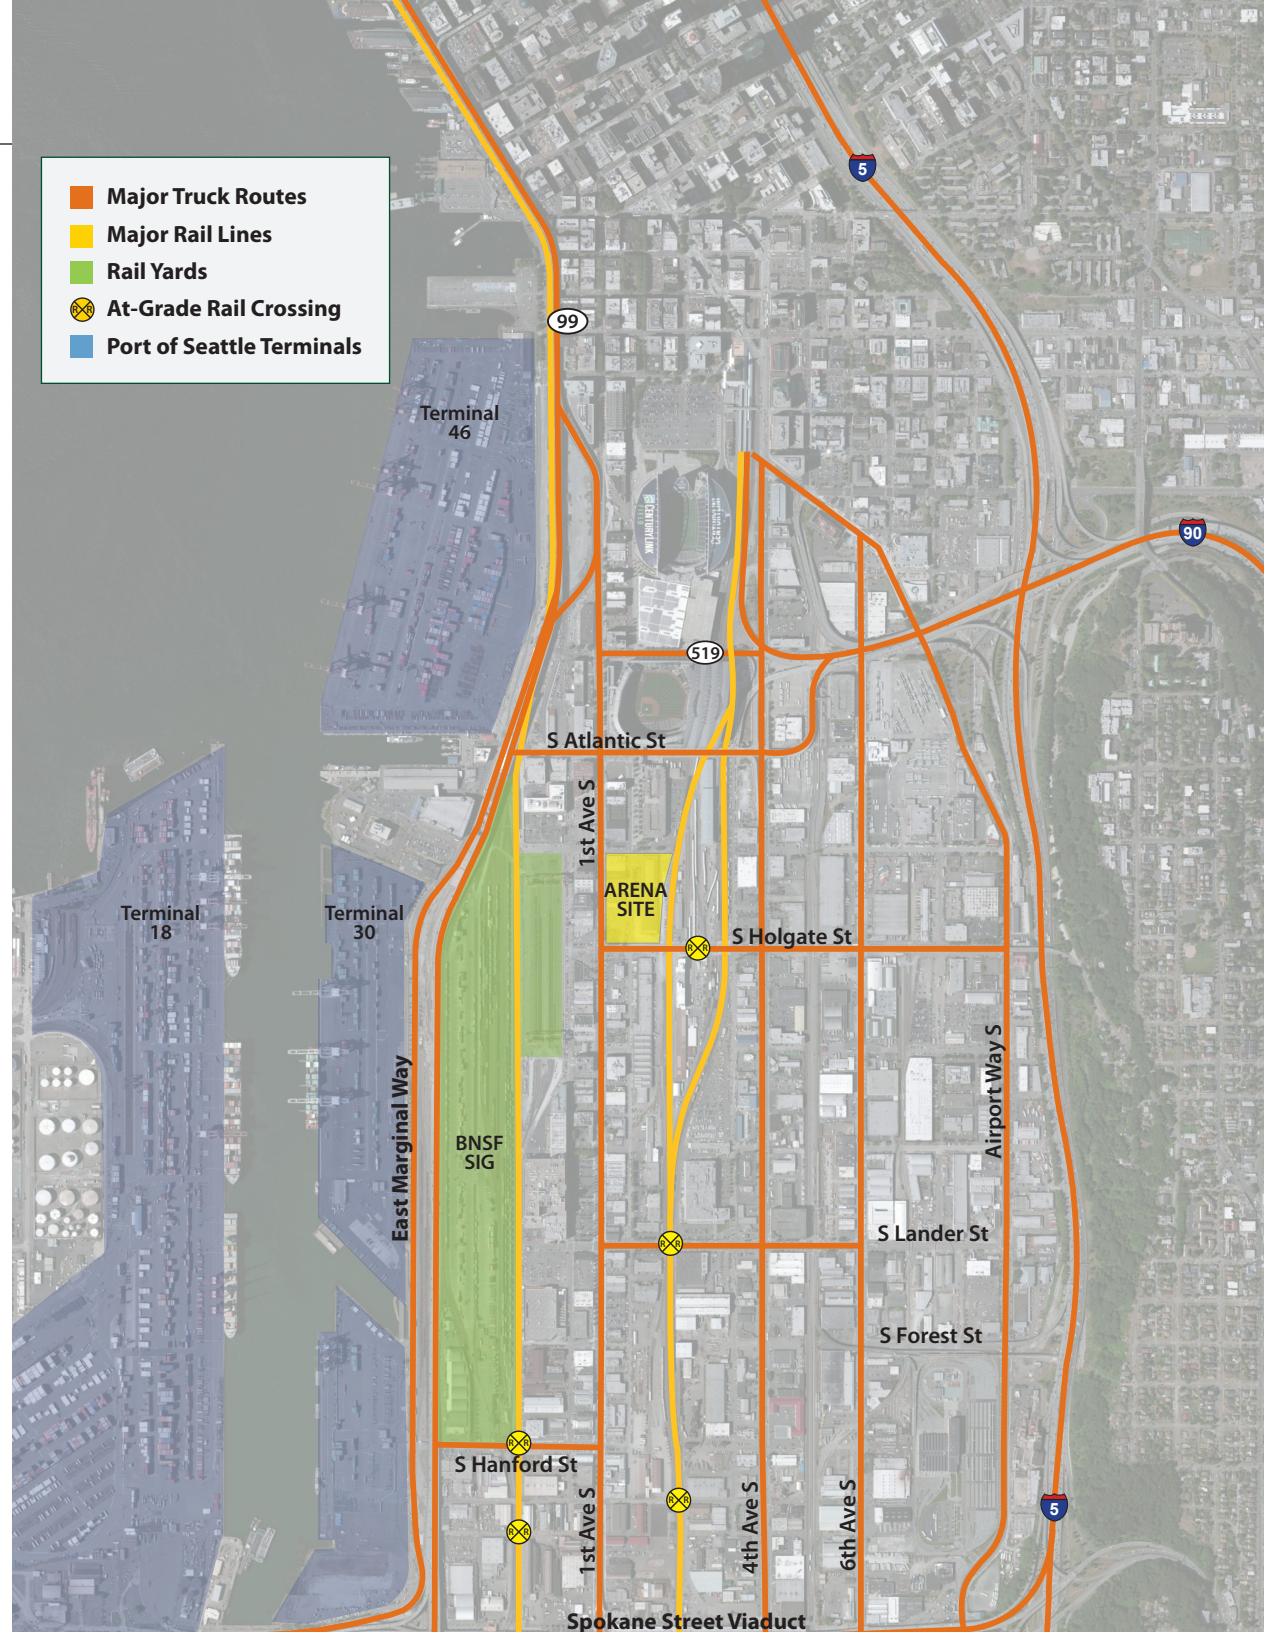 Major Truck Routes
Major Rail Lines
Rail Yards
R R At-Grade Rail Crossing
Port of Seattle Terminals
5
99
Terminal
46
CENTURYLINK
90
519
S Atlantic St
1st Ave S
ARENA
SITE
Terminal
18
Terminal
30
S Holgate St
R R
East Marginal Way
Airport Way S
BNSF
SIG
S Lander St
R R
S Forest St
R R
S Hanford St
R R
R R
1st Ave S
4th Ave S
6th Ave S
5
Spokane Street Viaduct